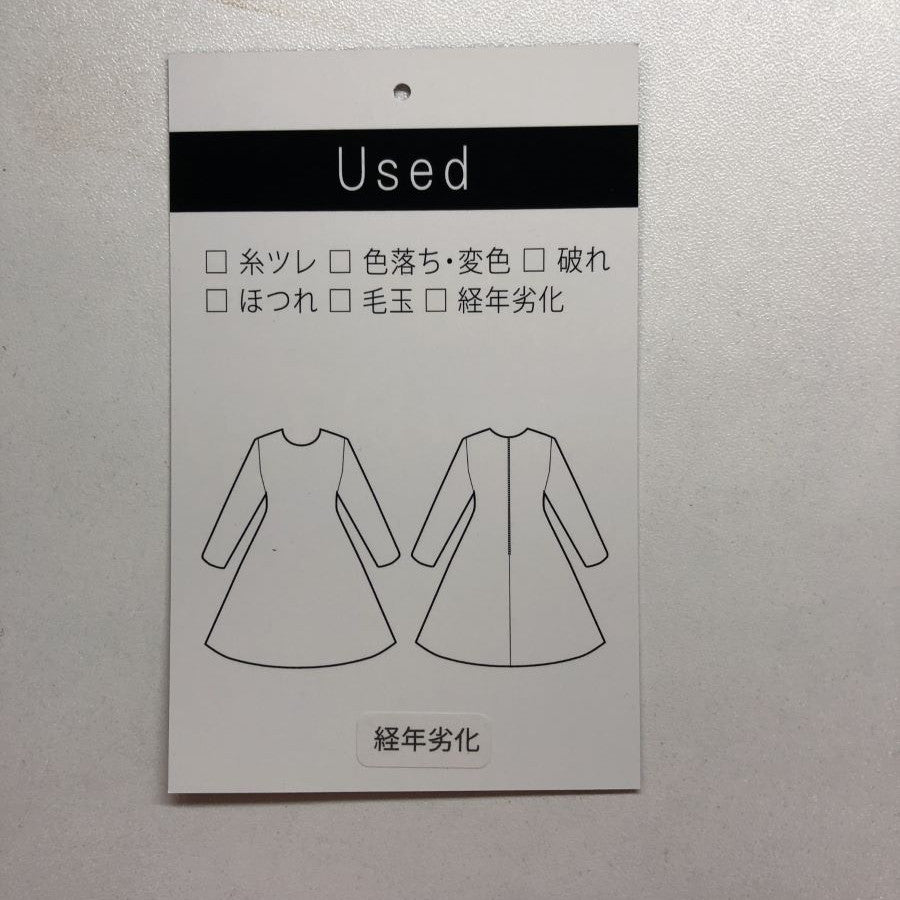 Used
□ 糸ツレ □ 色落ち・変色 □ 破れ
□ ほつれ □ 毛玉 □ 経年劣化
経年劣化